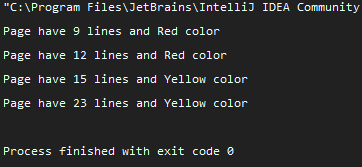 "C:\Program Files\JetBrains\IntelliJ IDEA Community
Page have 9 lines and Red color
Page have 12 lines and Red color
Page have 15 lines and Yellow color
Page have 23 lines and Yellow color
Process finished with exit code 0